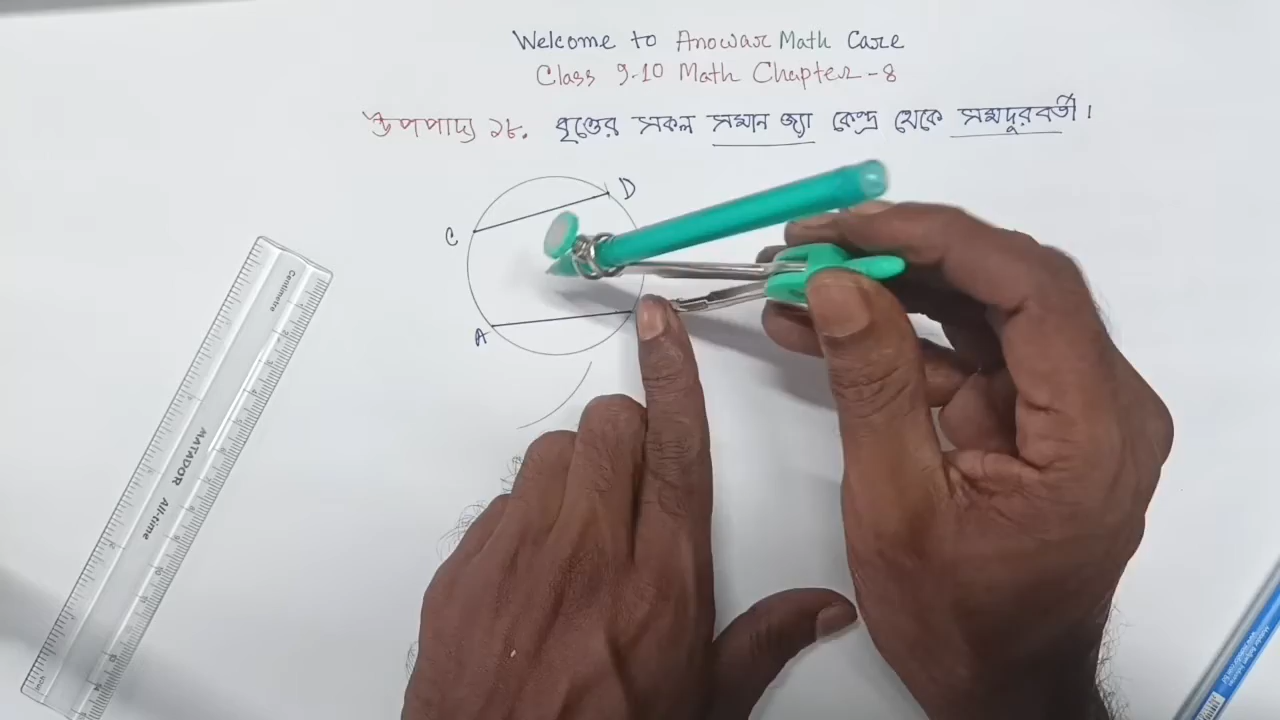 Welcome to Anowar Math Care
Class 9-10 Math Chapter-8
উপপাদ্য ১৮. বৃত্তের সকল সমান জ্যা কেন্দ্র থেকে সমদূরবর্তী।
D
C
A
Centimetre
MATADOR All-time